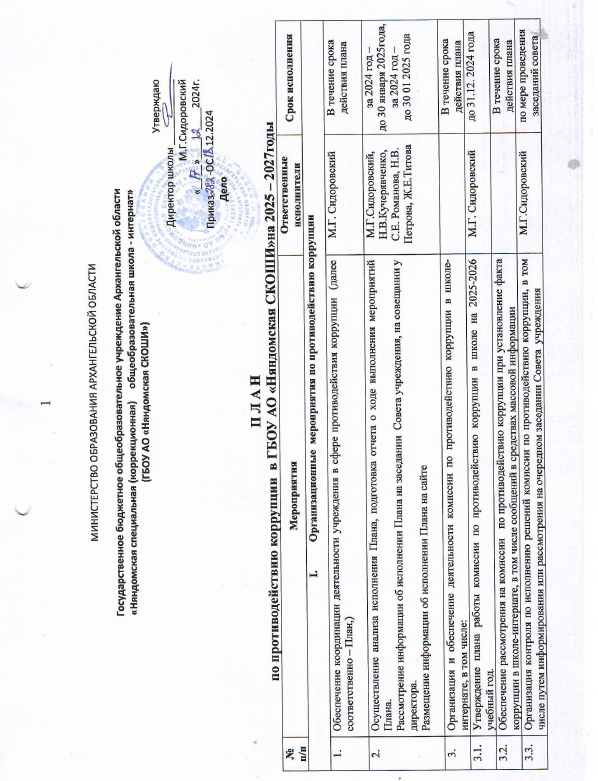 1
МИНИСТЕРСТВО ОБРАЗОВАНИЯ АРХАНГЕЛЬСКОЙ ОБЛАСТИ
Государственное бюджетное общеобразовательное учреждение Архангельской области
«Няндомская специальная (коррекционная) общеобразовательная школа - интернат»
(ГБОУ АО «Няндомская СКОШИ»)
Утверждаю
Директор школы
М.Г.Сидоровский
« » 12 2024г.
Приказ -ОС .12.2024
Дело
П Л А Н
по противодействию коррупции в ГБОУ АО «Няндомская СКОШИ»на 2025 – 2027годы
№ п/п
Мероприятия
Ответственные исполнители
Срок исполнения
I. Организационные мероприятия по противодействию коррупции
1.
Обеспечение координации деятельности учреждения в сфере противодействия коррупции (далее
соответственно – План,)
М.Г. Сидоровский
В течение срока
действия плана
2.
Осуществление анализа исполнения Плана, подготовка отчета о ходе выполнения мероприятий
Плана.
Рассмотрение информации об исполнении Плана на заседании Совета учреждения, на совещании у
директора.
Размещение информации об исполнении Плана на сайте
М.Г.Сидоровский,
Н.В.Кучерявченко,
С.Е. Романова, Н.В.
Петрова, Ж.Е.Титова
за 2024 год –
до 30 января 2025года,
за 2024 год –
до 30 01 2025 года
3.
Организация и обеспечение деятельности комиссии по противодействию коррупции в школе-
интернате, в том числе:
В течение срока
действия плана
3.1.
Утверждение плана работы комиссии по противодействию коррупции в школе на 2025-2026
учебный год.
М.Г. Сидоровский
до 31.12. 2024 года
3.2.
Обеспечение рассмотрения на комиссии по противодействию коррупции при установление факта
коррупции в школе-интернате, в том числе сообщений в средствах массовой информации
В течение срока
действия плана
3.3.
Организация контроля по исполнению решений комиссии по противодействию коррупции, в том
числе путем информирования или рассмотрения на очередном заседании Совета учреждения
М.Г.Сидоровский
по мере проведения
заседаний совета